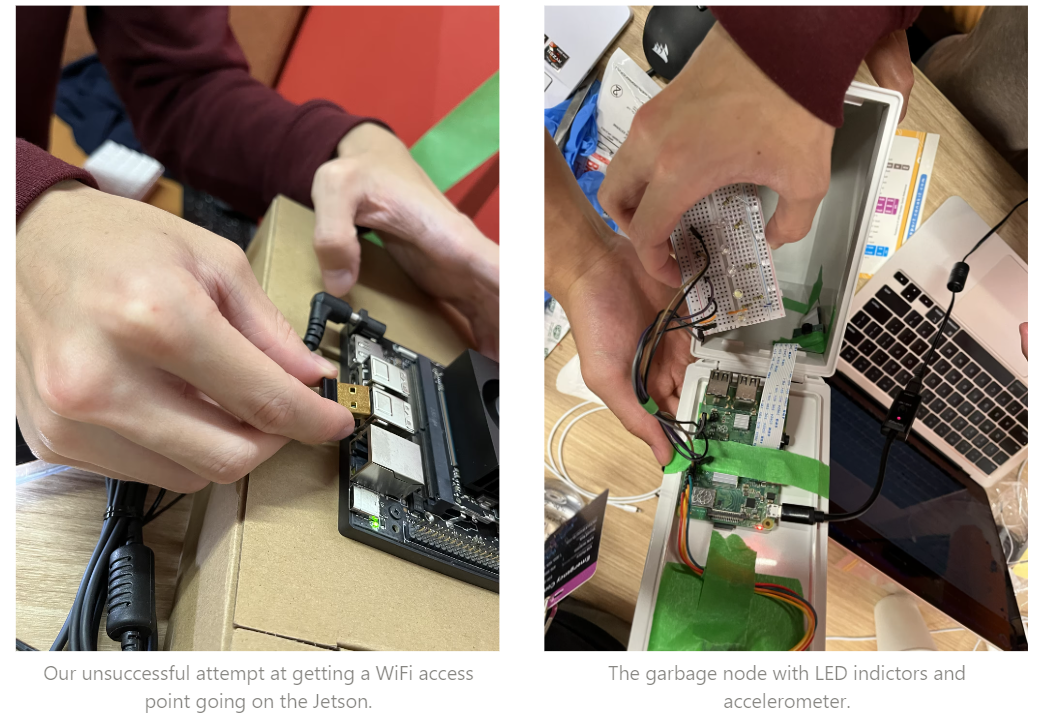 Our unsuccessful attempt at getting a WiFi access
point going on the Jetson.
The garbage node with LED indictors and
accelerometer.